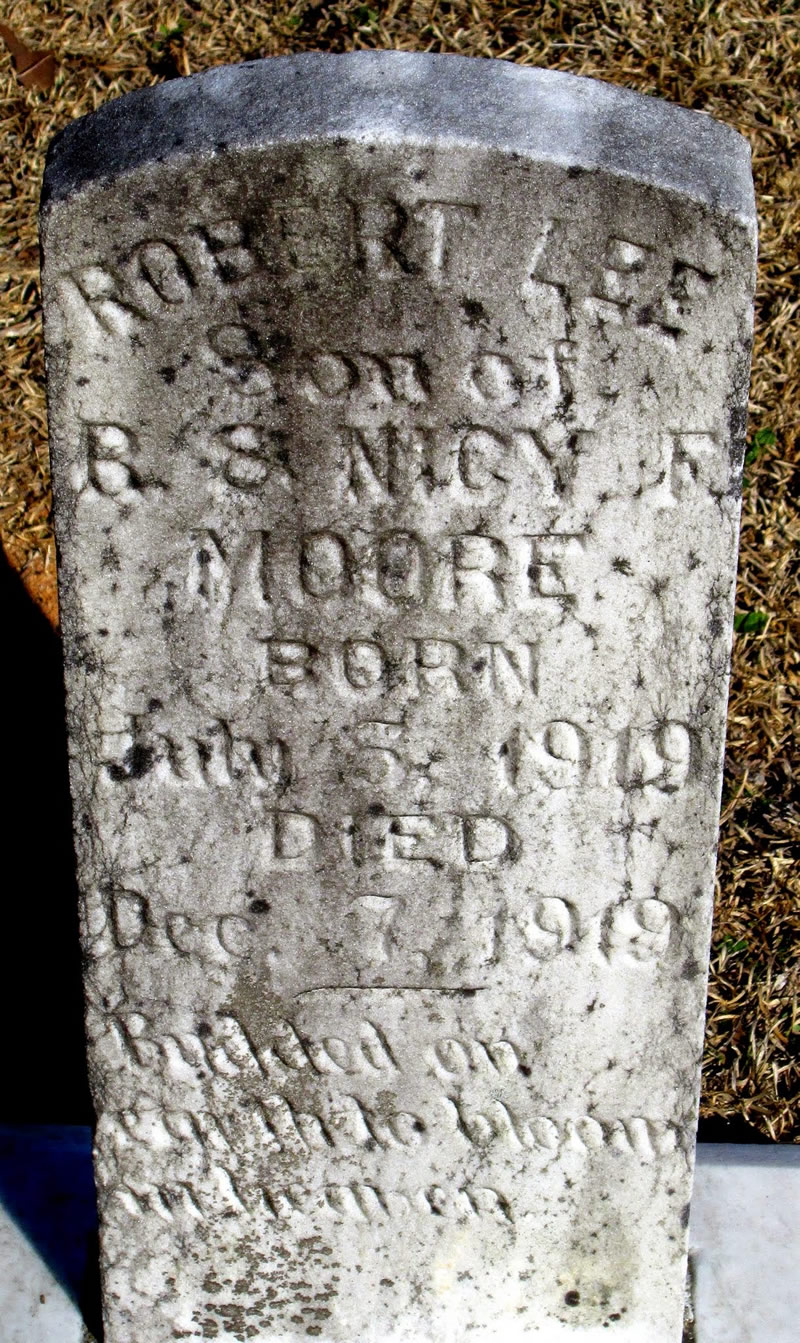 ROBERT LEE
Son of
R. & NICY F.
MOORE
BORN
July 5, 1919
DIED
Dec. 7, 1919
Budded on
earth to bloom
in heaven